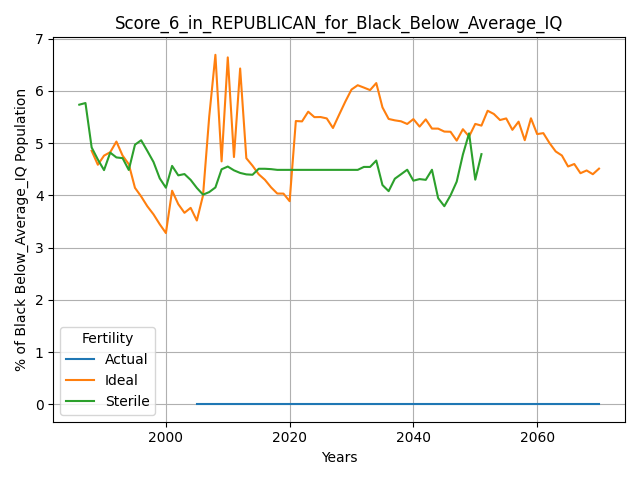 Score_6_in_REPUBLICAN_for_Black_Below_Average_IQ
% of Black Below_Average_IQ Population
7
6
5
4
3
2
1
0
Fertility
Actual
Ideal
Sterile
2000
2020
2040
2060
Years